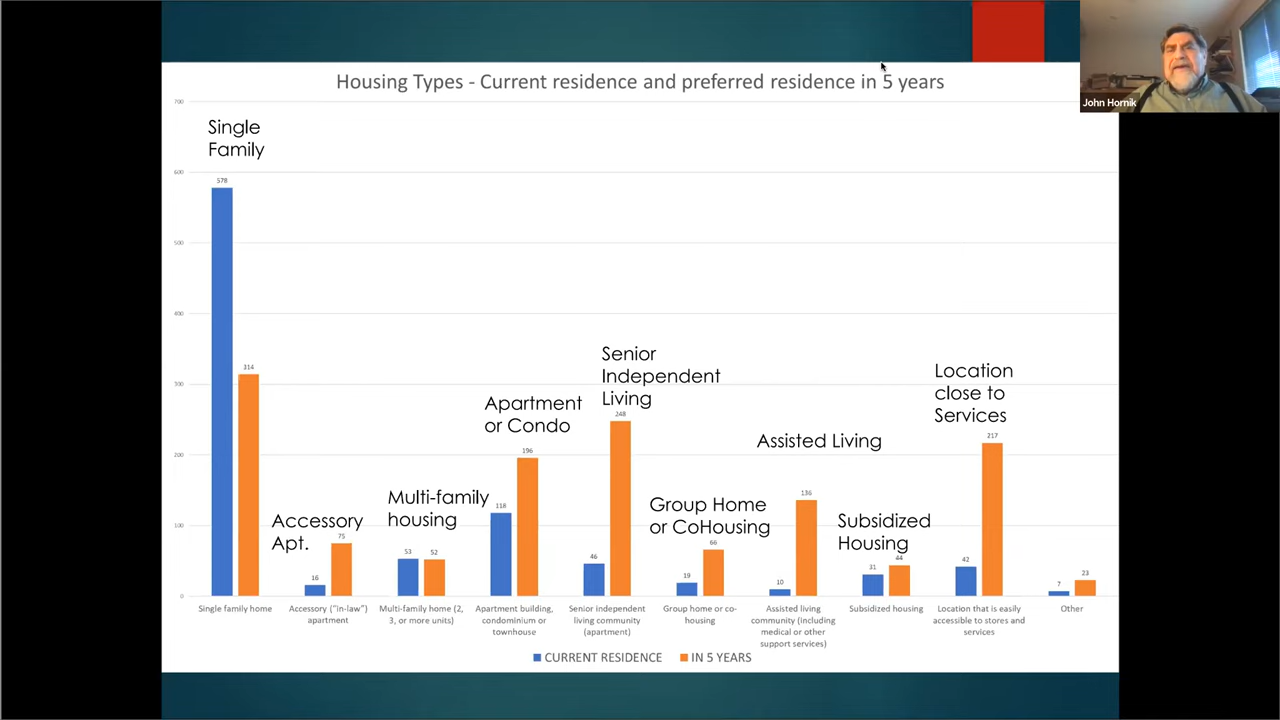 Housing Types - Current residence and preferred residence in 5 years
John Hornik
700
600
500
400
300
200
100
0
Single
Family
578
314
Accessory
Apt.
16
75
Multi-family
housing
53
52
Apartment
or Condo
118
196
Senior
Independent
Living
46
248
Group Home
or CoHousing
19
66
Assisted Living
10
136
Subsidized
Housing
31
44
Location
close to
Services
42
217
7
23
Single family home
Accessory ("in-law")
apartment
Multi-family home (2,
3, or more units)
Apartment building,
condominium or
townhouse
Senior independent
living community
(apartment)
Group home or co-
housing
Assisted living
community (including
medical or other
support services)
Subsidized housing
Location that is easily
accessible to stores and
services
Other
CURRENT RESIDENCE
IN 5 YEARS